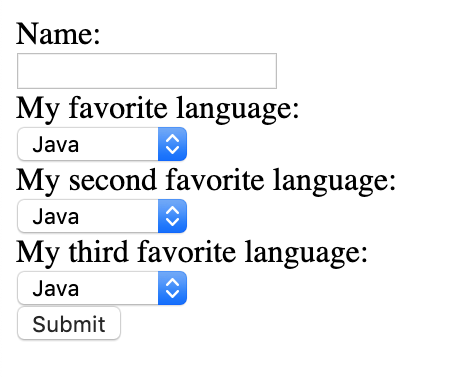 Name:
My favorite language:
Java
My second favorite language:
Java
My third favorite language:
Java
Submit